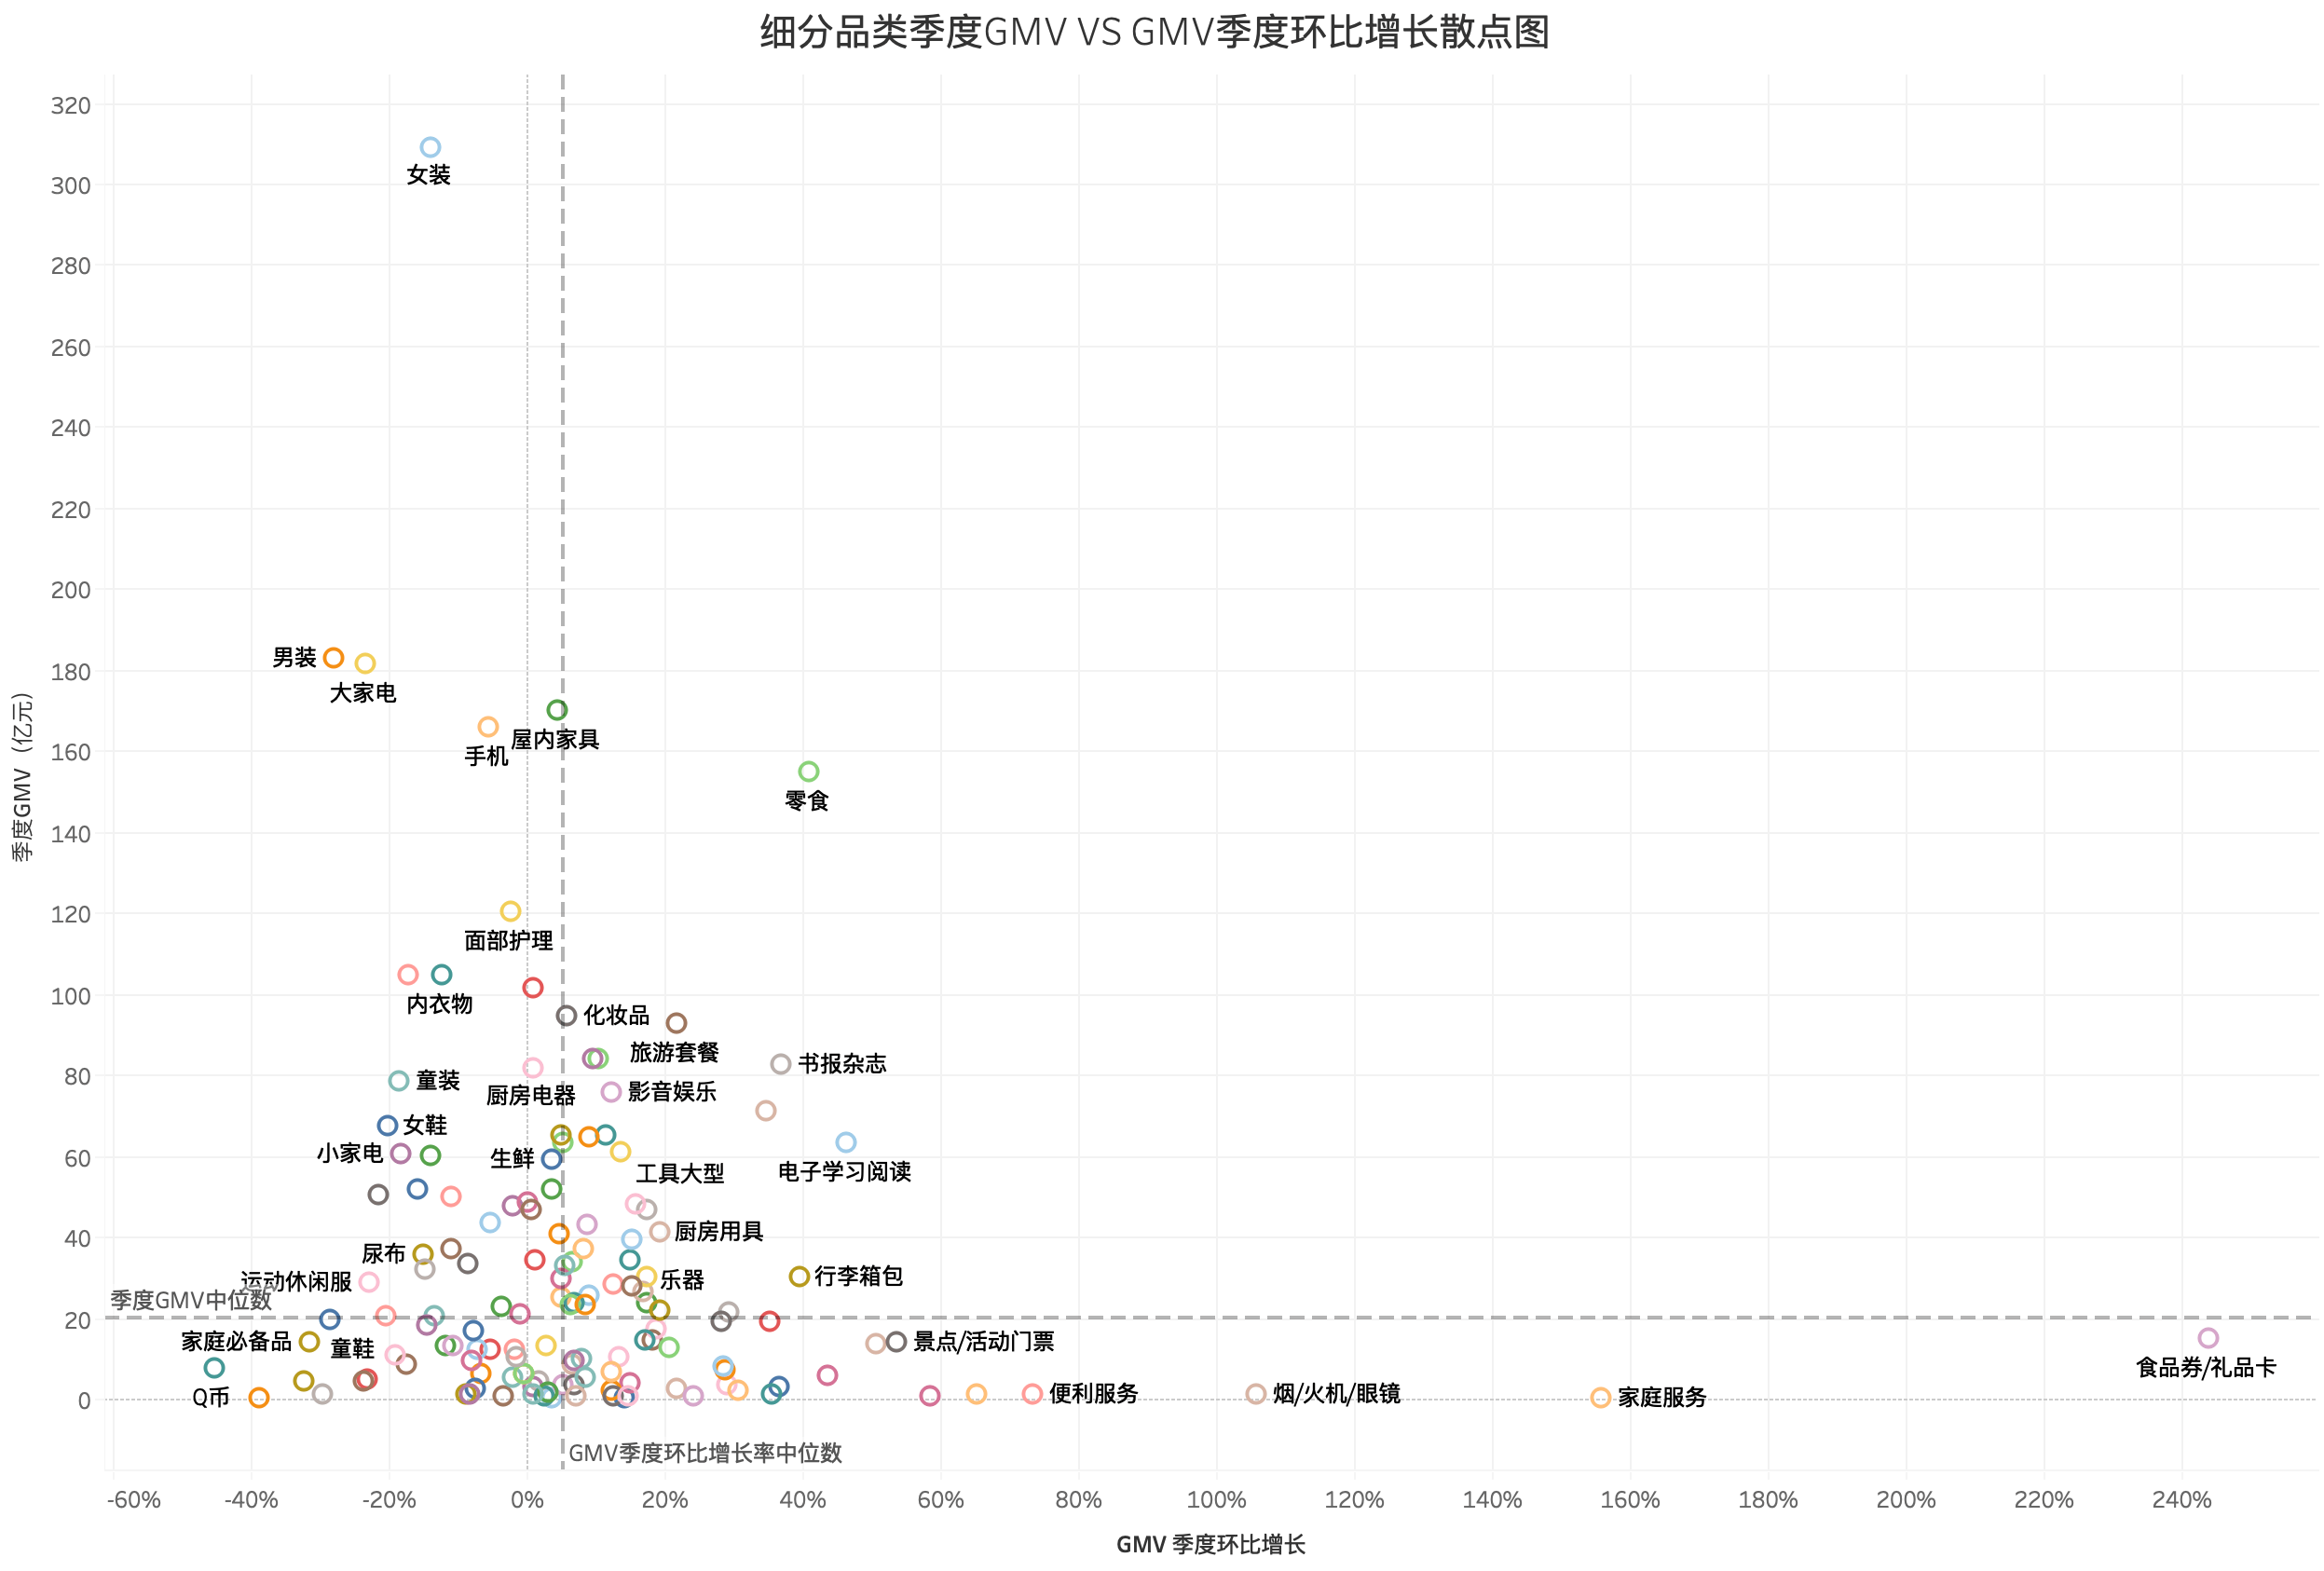 细分品类季度GMV VS GMV季度环比增长散点图
季度GMV（亿元）
320
300
280
260
240
220
200
180
160
140
120
100
80
60
40
20
0
女装
男装
大家电
屋内家具
手机
零食
面部护理
内衣物
化妆品
旅游套餐
书报杂志
童装
厨房电器
影音娱乐
女鞋
小家电
生鲜
工具大型
电子学习阅读
厨房用具
尿布
运动休闲服
乐器
行李箱包
季度GMV中位数
家庭必备品
童鞋
景点/活动门票
食品券/礼品卡
Q币
便利服务
烟/火机/眼镜
家庭服务
GMV季度环比增长率中位数
-60%
-40%
-20%
0%
20%
40%
60%
80%
100%
120%
140%
160%
180%
200%
220%
240%
GMV 季度环比增长